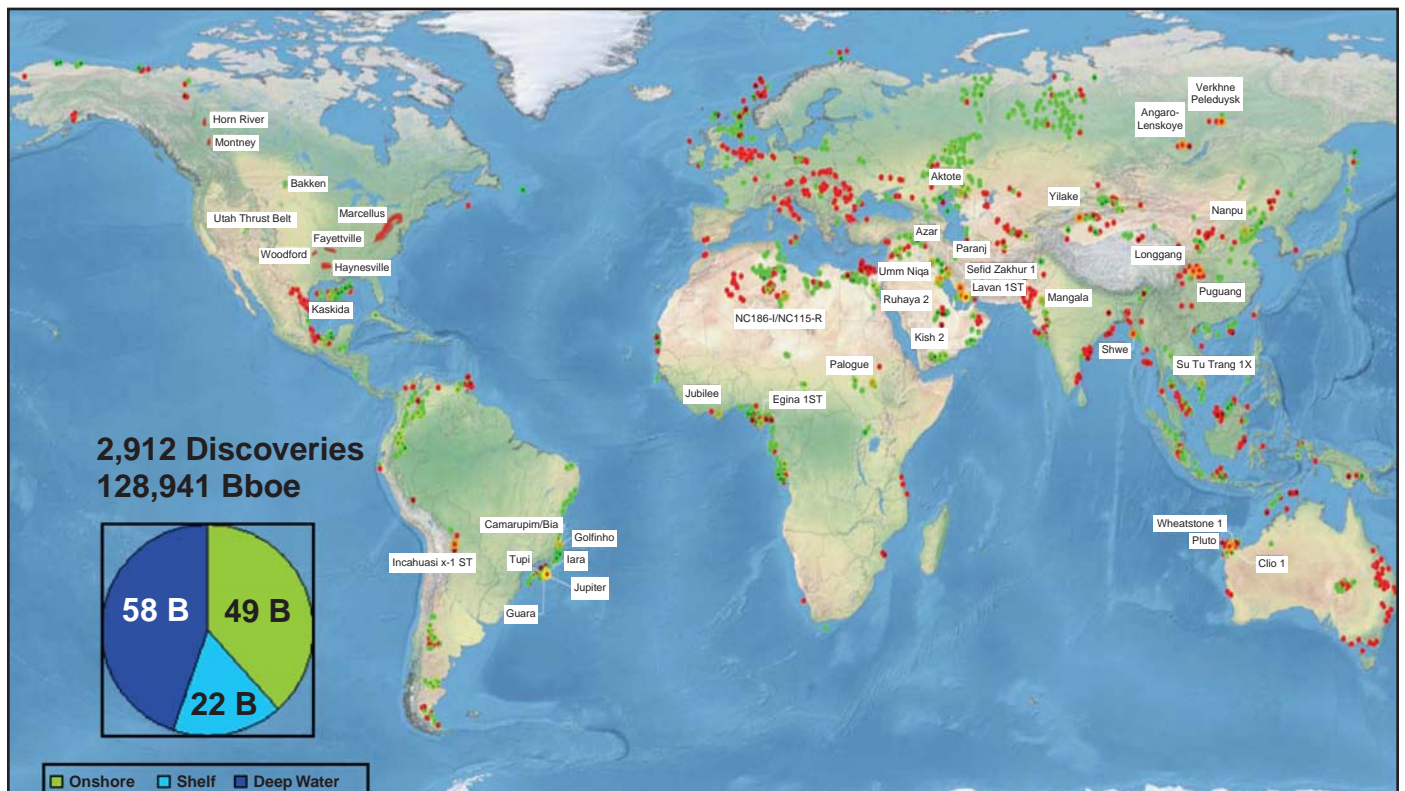 Verkhne
Peleduysk
Angaro-
Lenskoye
Horn River
Montney
Bakken
Aktote
Yilake
Utah Thrust Belt
Marcellus
Nanpu
Fayettville
Azar
Woodford
Paranj
Longgang
Haynesville
Umm Niqa
Sefid Zakhur 1
Lavan 1ST
Puguang
Ruhaya 2
Mangala
Kaskida
NC186-I/NC115-R
Kish 2
Shwe
Palogue
Su Tu Trang 1X
Jubilee
Egina 1ST
2,912 Discoveries
128,941 Bboe
Camarupim/Bia
Wheatstone 1
Golfinho
Pluto
Incahuasi x-1 ST
Tupi
Iara
Clio 1
Jupiter
Guara
58 B
49 B
22 B
Onshore
Shelf
Deep Water